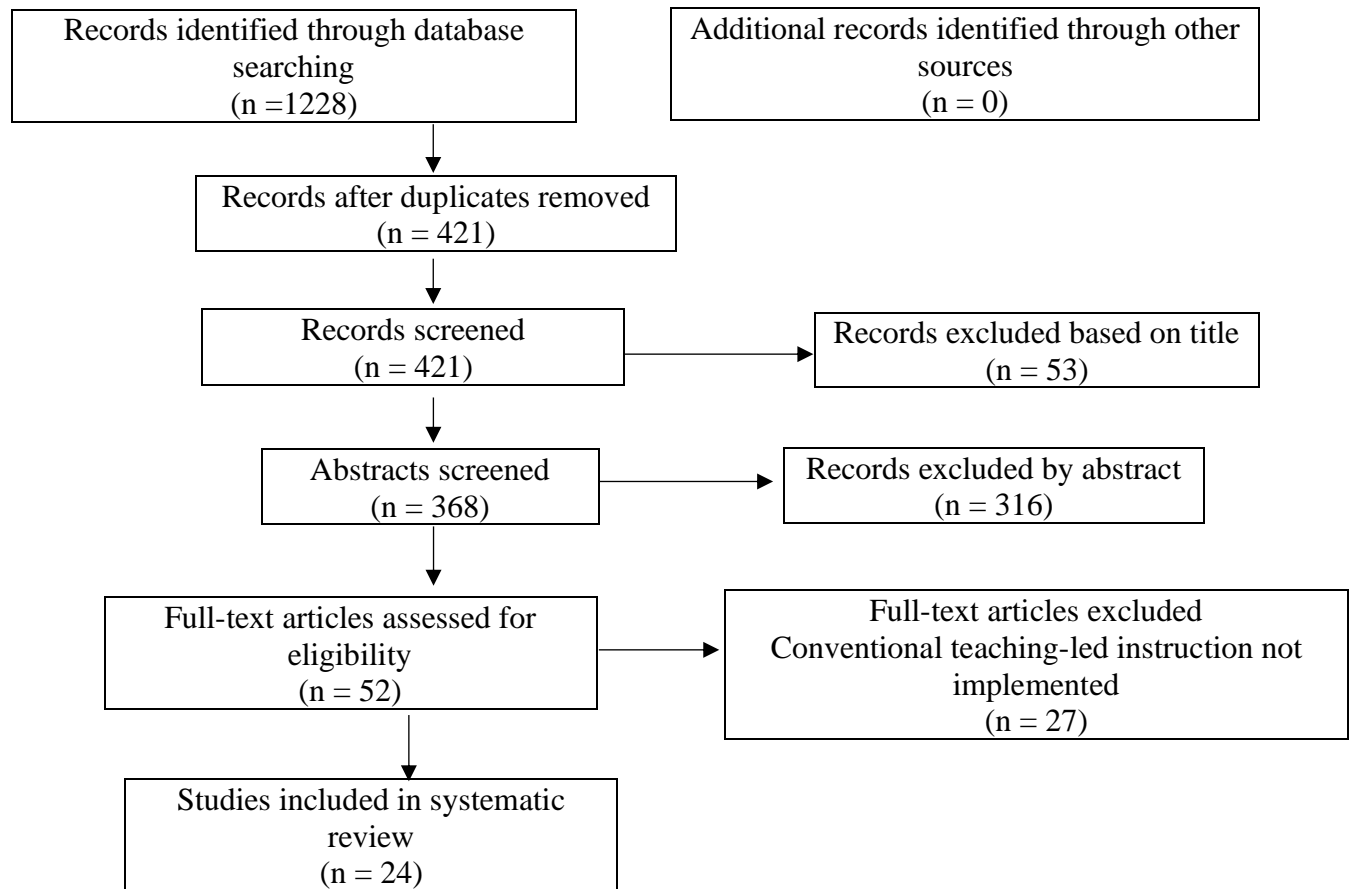 Records identified through database
searching
(n =1228)
Additional records identified through other
sources
(n = 0)
Records after duplicates removed
(n = 421)
Records screened
(n = 421)
Records excluded based on title
(n = 53)
Abstracts screened
(n = 368)
Records excluded by abstract
(n = 316)
Full-text articles assessed for
eligibility
(n = 52)
Full-text articles excluded
Conventional teaching-led instruction not
implemented
(n = 27)
Studies included in systematic
review
(n = 24)